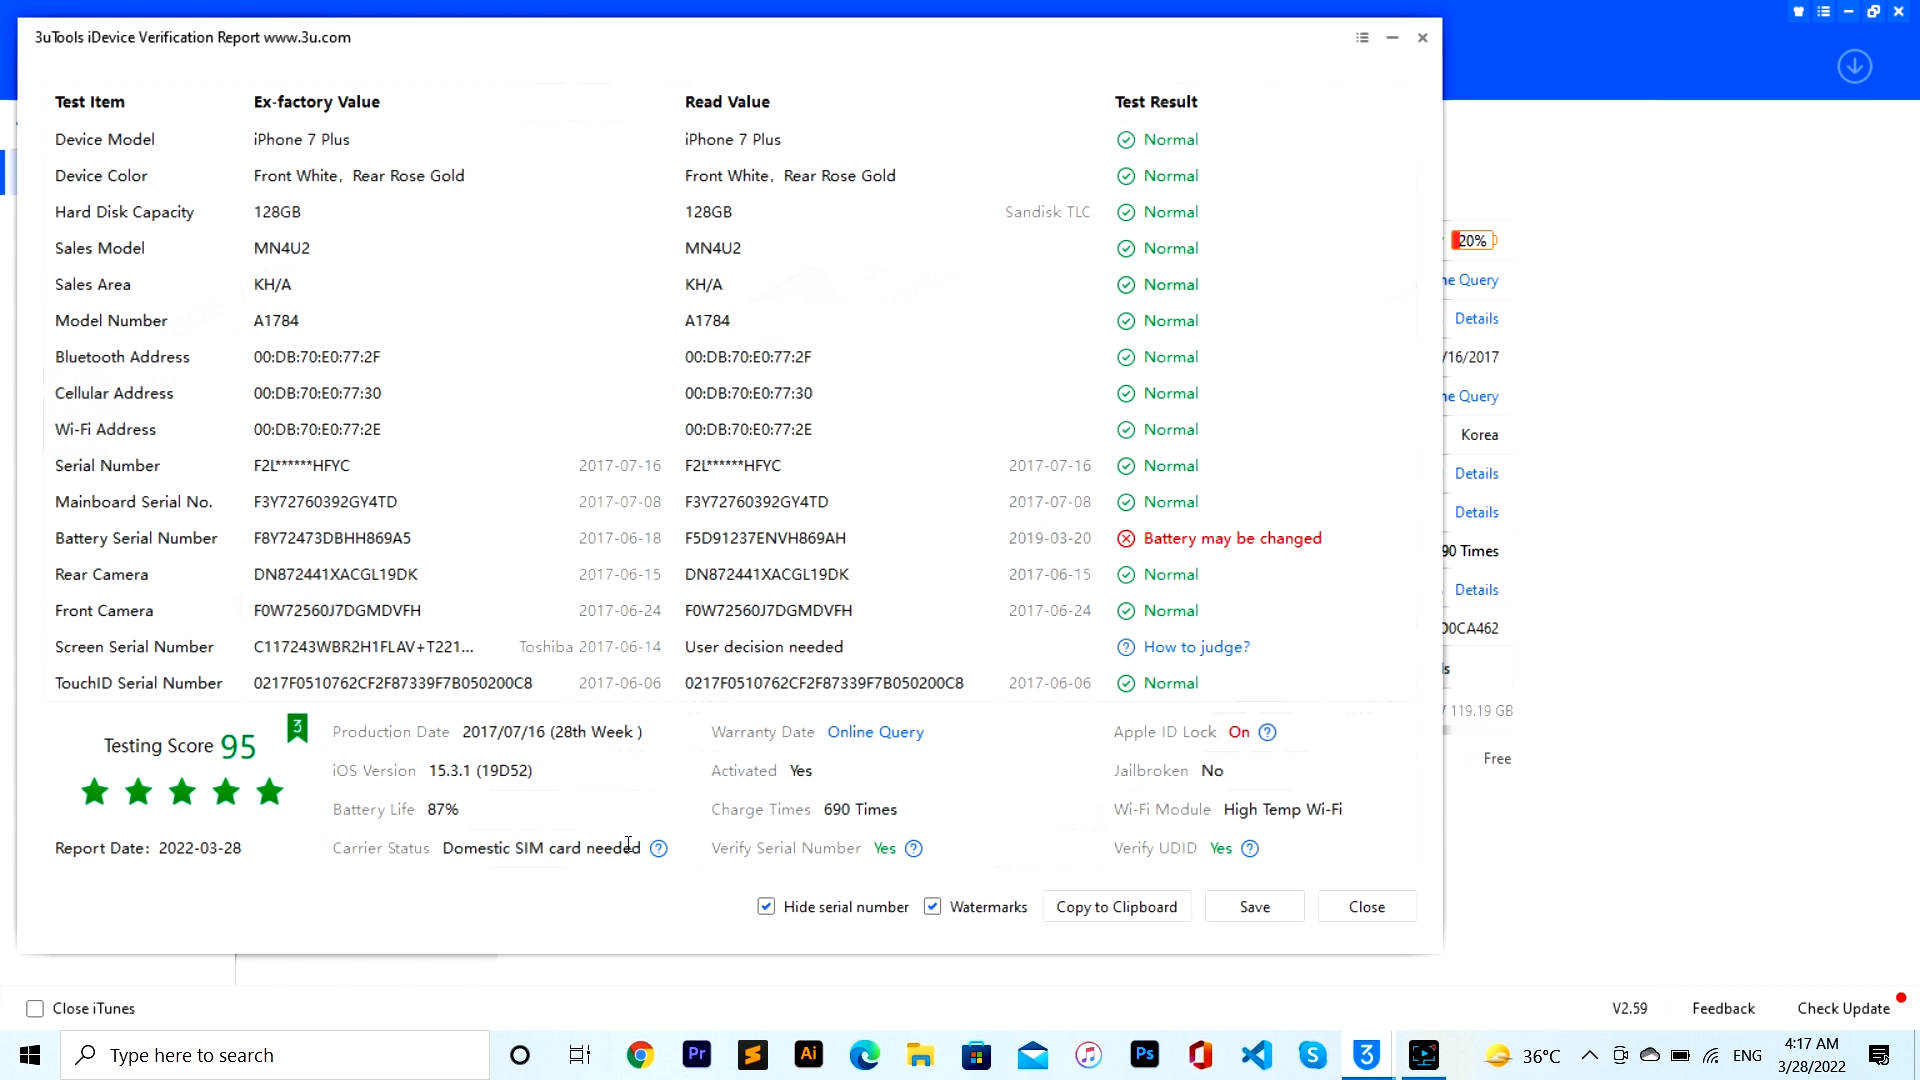 3uTools iDevice Verification Report www.3u.com
Test Item Ex-factory Value Read Value Test Result
Device Model iPhone 7 Plus iPhone 7 Plus Normal
Device Color Front White, Rear Rose Gold Front White, Rear Rose Gold Normal
Hard Disk Capacity 128GB 128GB Sandisk TLC Normal
Sales Model MN4U2 MN4U2 Normal
20%
Sales Area KH/A KH/A Normal
ne Query
Model Number A1784 A1784 Normal
Details
Bluetooth Address 00:DB:70:E0:77:2F 00:DB:70:E0:77:2F Normal
/16/2017
Cellular Address 00:DB:70:E0:77:30 00:DB:70:E0:77:30 Normal
ne Query
Wi-Fi Address 00:DB:70:E0:77:2E 00:DB:70:E0:77:2E Normal
Korea
Serial Number F2L******HFYC 2017-07-16 F2L******HFYC 2017-07-16 Normal
Details
Mainboard Serial No. F3Y72760392GY4TD 2017-07-08 F3Y72760392GY4TD 2017-07-08 Normal
Details
Battery Serial Number F8Y72473DBHH869A5 2017-06-18 F5D91237ENVH869AH 2019-03-20 Battery may be changed
90 Times
Rear Camera DN872441XACGL19DK 2017-06-15 DN872441XACGL19DK 2017-06-15 Normal
Details
Front Camera F0W72560J7DGMDVFH 2017-06-24 F0W72560J7DGMDVFH 2017-06-24 Normal
00CA462
Screen Serial Number C117243WBR2H1FLAV+T221... Toshiba 2017-06-14 User decision needed How to judge?
TouchID Serial Number 0217F0510762CF2F87339F7B050200C8 2017-06-06 0217F0510762CF2F87339F7B050200C8 2017-06-06 Normal
/ 119.19 GB
Free
Testing Score 95 3
Production Date 2017/07/16 (28th Week ) Warranty Date Online Query Apple ID Lock On
iOS Version 15.3.1 (19D52) Activated Yes Jailbroken No
Battery Life 87% Charge Times 690 Times Wi-Fi Module High Temp Wi-Fi
Report Date: 2022-03-28 Carrier Status Domestic SIM card needed Verify Serial Number Yes Verify UDID Yes
Hide serial number Watermarks Copy to Clipboard Save Close
Close iTunes V2.59 Feedback Check Update
Type here to search 36°C ENG 4:17 AM
3/28/2022